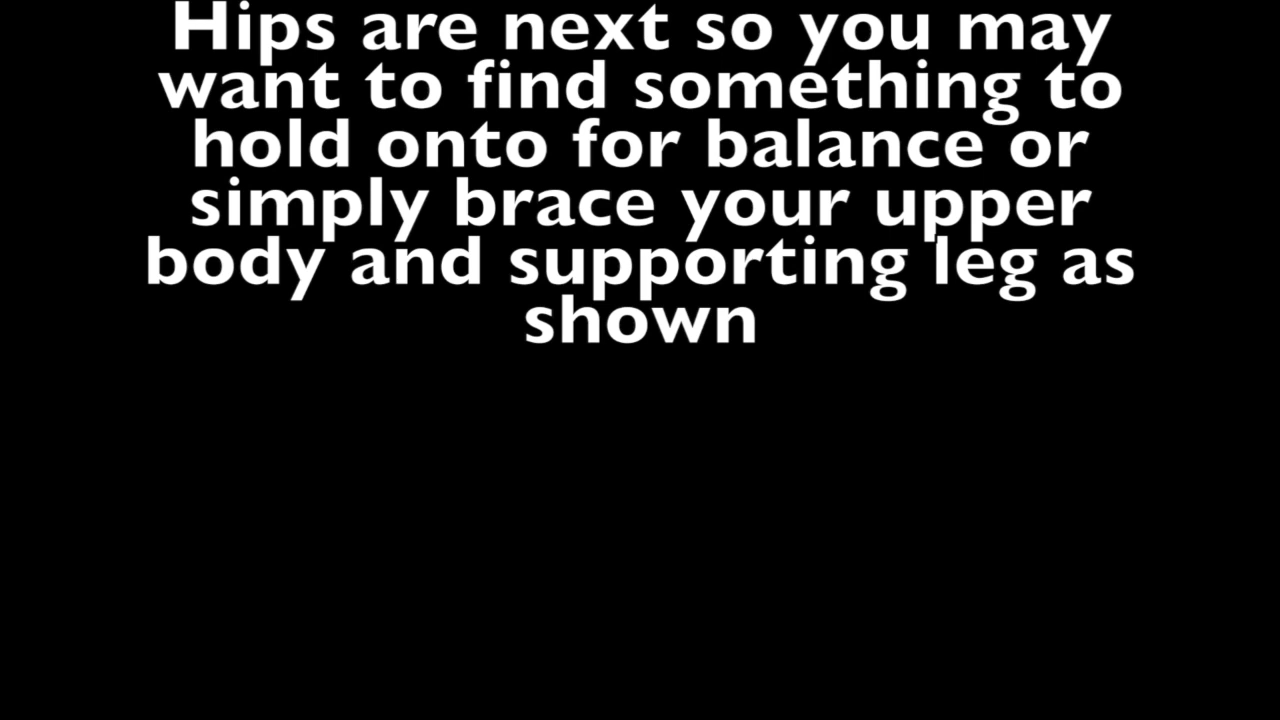 Hips are next so you may
want to find something to
hold onto for balance or
simply brace your upper
body and supporting leg as
shown